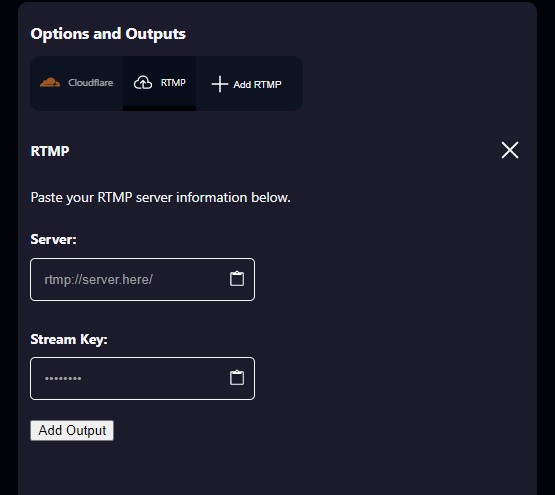 Options and Outputs
Cloudflare
RTMP
Add RTMP
RTMP
Paste your RTMP server information below.
Server:
rtmp://server.here/
Stream Key:
••••••••
Add Output